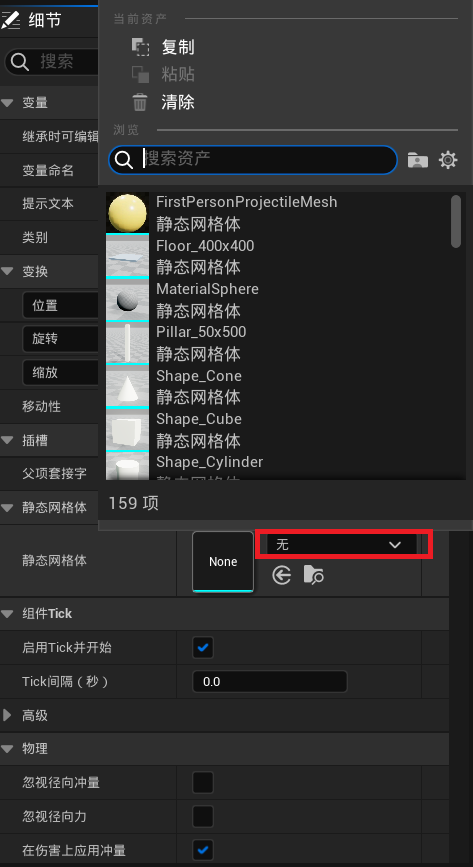 细节
搜索
当前资产
复制
粘贴
清除
浏览
搜索资产
FirstPersonProjectileMesh
静态网格体
Floor_400x400
静态网格体
MaterialSphere
静态网格体
Pillar_50x500
静态网格体
Shape_Cone
静态网格体
Shape_Cube
静态网格体
Shape_Cylinder
静态网格体
159 项
变量
继承时可编辑
变量命名
提示文本
类别
变换
位置
旋转
缩放
移动性
插槽
父项套接字
静态网格体
静态网格体
None
无
组件Tick
启用Tick并开始
Tick间隔（秒）
0.0
高级
物理
忽视径向冲量
忽视径向力
在伤害上应用冲量